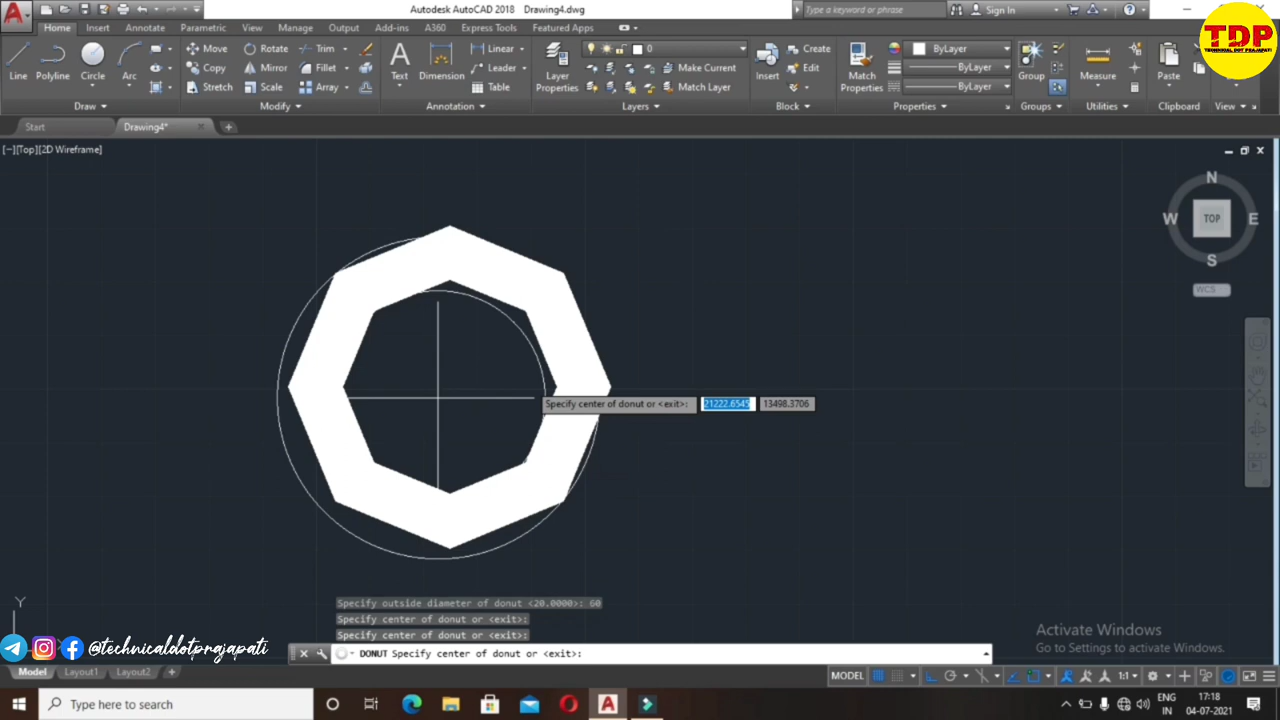 Autodesk AutoCAD 2018 Drawing4.dwg
Type a keyword or phrase
Sign In
TDP
TECHNICAL DOT PRAJAPATI
Home Insert Annotate Parametric View Manage Output Add-ins A360 Express Tools Featured Apps
Line Polyline Circle Arc
Move Rotate Trim
Copy Mirror Fillet
Stretch Scale Array
Text Dimension
Linear
Leader
Table
Layer Properties
0
Make Current
Match Layer
Insert
Create
Edit
Match Properties
ByLayer
ByLayer
ByLayer
Group
Measure
Paste
Draw Modify Annotation Layers Block Properties Groups Utilities Clipboard View
Start Drawing4*
[−][Top][2D Wireframe]
N
W TOP E
S
WCS
Specify center of donut or <exit>: 21222.6545 13498.3706
Y
Specify outside diameter of donut <20.0000>: 60
Specify center of donut or <exit>:
Specify center of donut or <exit>:
DONUT Specify center of donut or <exit>:
@technicaldotprajapati
Activate Windows
Go to Settings to activate Windows.
Model Layout1 Layout2
MODEL 1:1
Type here to search
ENG
IN
17:18
04-07-2021